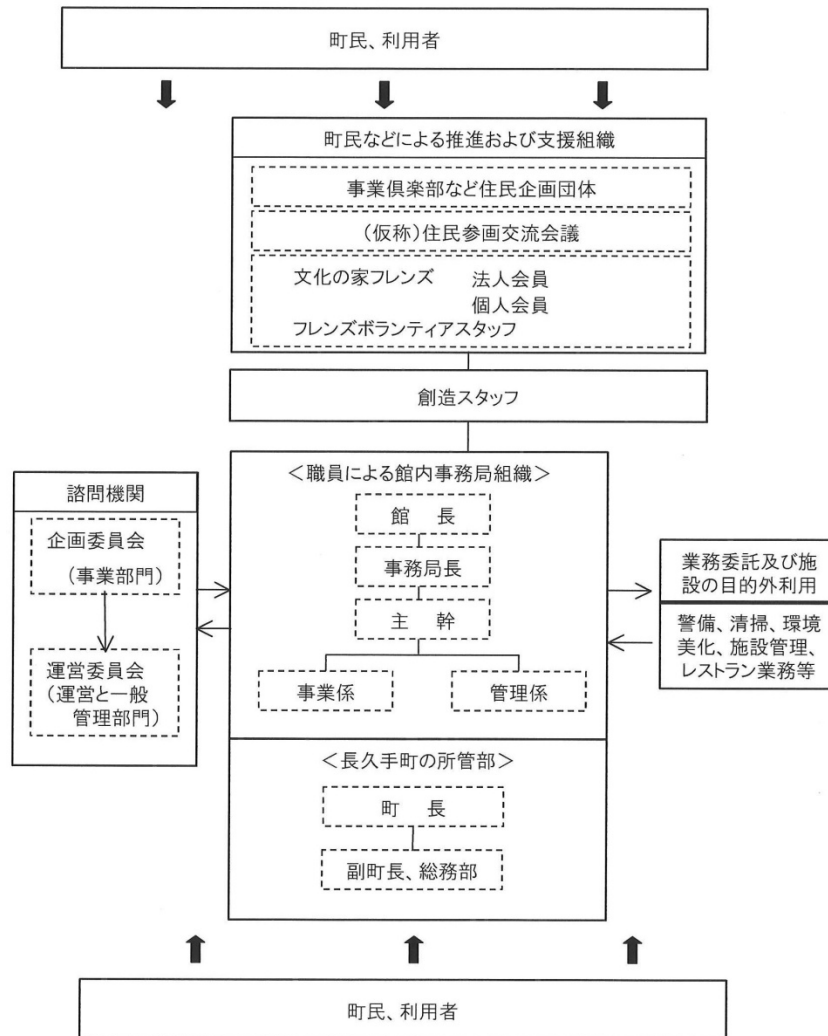 町民、利用者
町民などによる推進および支援組織
事業倶楽部など住民企画団体
（仮称）住民参画交流会議
文化の家フレンズ　法人会員
個人会員
フレンズボランティアスタッフ
創造スタッフ
諮問機関
企画委員会
（事業部門）
運営委員会
（運営と一般
管理部門）
＜職員による館内事務局組織＞
館　長
事務局長
主　幹
事業係　管理係
＜長久手町の所管部＞
町　長
副町長、総務部
業務委託及び施
設の目的外利用
警備、清掃、環境
美化、施設管理、
レストラン業務等
町民、利用者